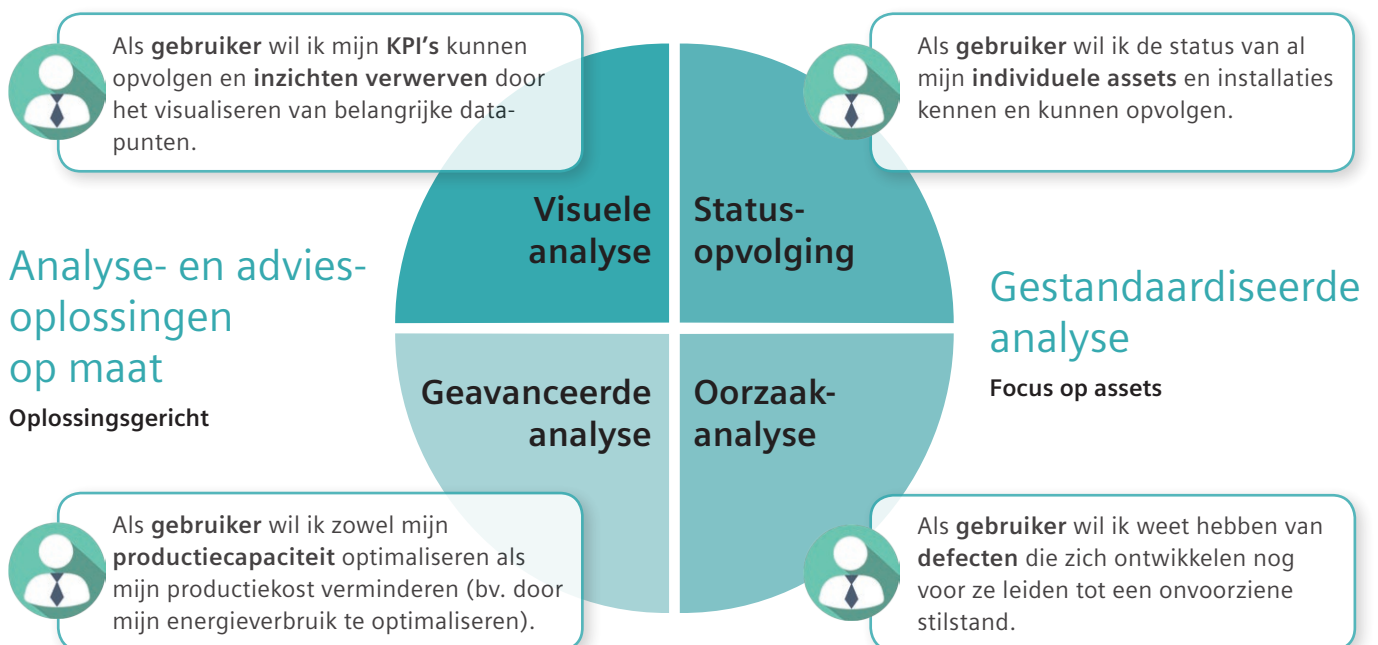 Als gebruiker wil ik mijn KPI's kunnen
opvolgen en inzichten verwerven door
het visualiseren van belangrijke data-
punten.
Als gebruiker wil ik de status van al
mijn individuele assets en installaties
kennen en kunnen opvolgen.
Visuele
analyse
Status-
opvolging
Analyse- en advies-
oplossingen
op maat
Oplossingsgericht
Gestandaardiseerde
analyse
Focus op assets
Geavanceerde
analyse
Oorzaak-
analyse
Als gebruiker wil ik zowel mijn
productiecapaciteit optimaliseren als
mijn productiekost verminderen (bv. door
mijn energieverbruik te optimaliseren).
Als gebruiker wil ik weet hebben van
defecten die zich ontwikkelen nog
voor ze leiden tot een onvoorziene
stilstand.